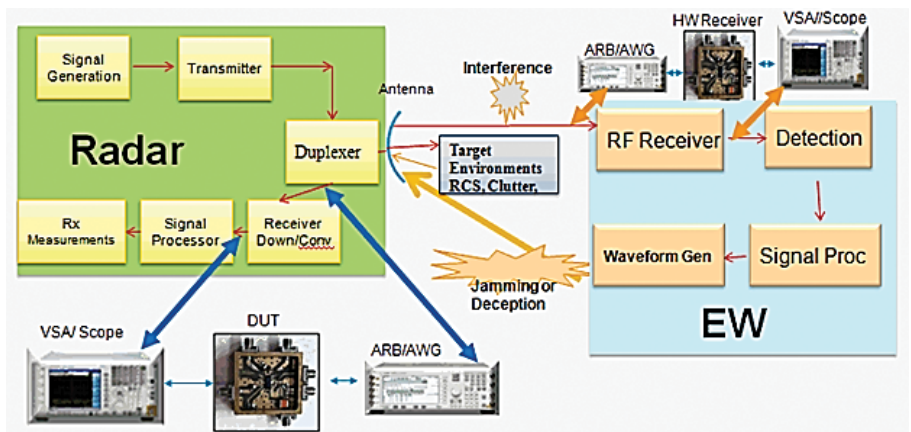 Signal
Generation
Transmitter
Duplexer
Radar
Rx
Measurements
Signal
Processor
Receiver
Down/Conv
Antenna
Interference
Target
Environments
RCS, Clutter,
Jamming or
Deception
ARB/AWG
HW Receiver
VSA//Scope
RF Receiver
Detection
Signal Proc
Waveform Gen
EW
VSA/ Scope
DUT
ARB/AWG